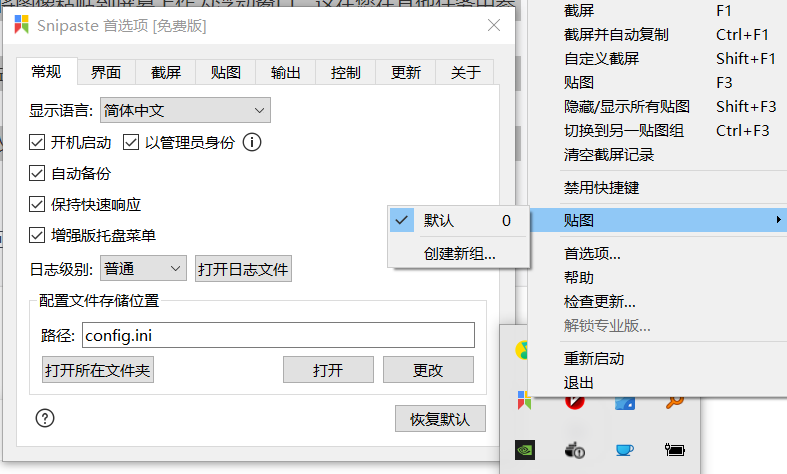 Snipaste 首选项 [免费版]
常规 界面 截屏 贴图 输出 控制 更新 关于
显示语言: 简体中文
开机启动 以管理员身份
自动备份
保持快速响应
增强版托盘菜单
日志级别: 普通 打开日志文件
配置文件存储位置
路径: config.ini
打开所在文件夹 打开 更改
恢复默认
默认 0
创建新组...
截屏 F1
截屏并自动复制 Ctrl+F1
自定义截屏 Shift+F1
贴图 F3
隐藏/显示所有贴图 Shift+F3
切换到另一贴图组 Ctrl+F3
清空截屏记录
禁用快捷键
贴图
首选项...
帮助
检查更新...
解锁专业版...
重新启动
退出